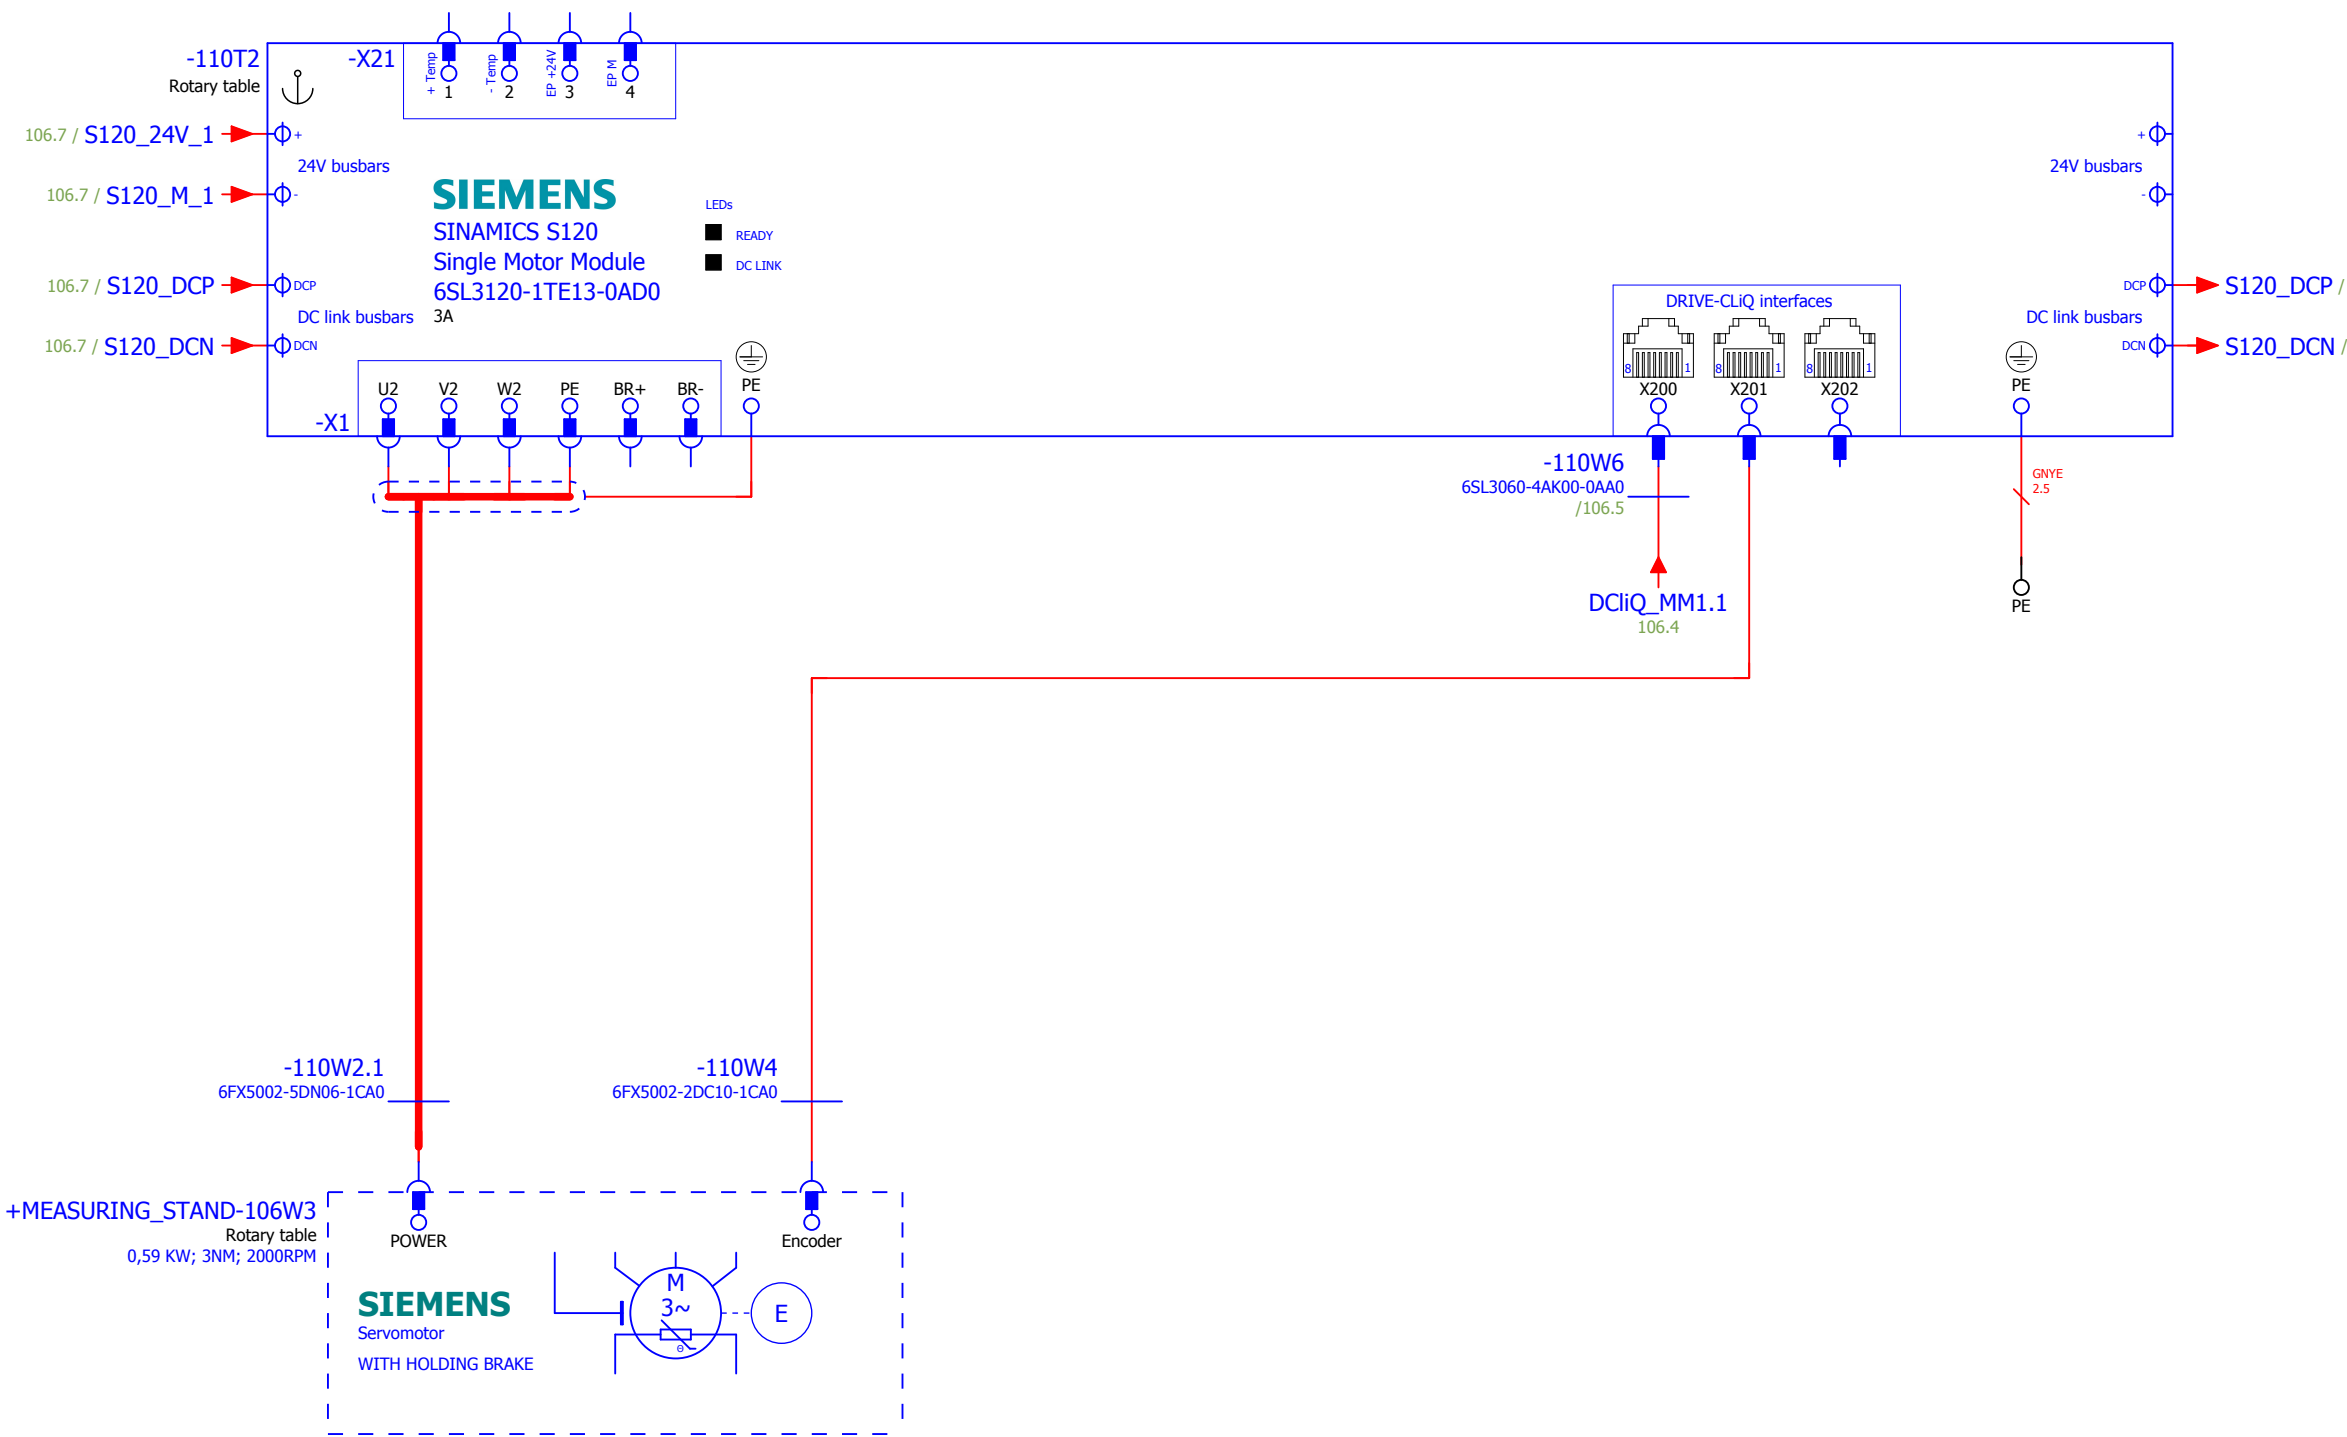 -110T2
Rotary table
-X21
+ Temp
- Temp
EP +24V
EP M
1 2 3 4
106.7 / S120_24V_1
+
24V busbars
106.7 / S120_M_1
-
106.7 / S120_DCP
DCP
DC link busbars
106.7 / S120_DCN
DCN
SIEMENS
SINAMICS S120
Single Motor Module
6SL3120-1TE13-0AD0
3A
LEDs
READY
DC LINK
+
24V busbars
-
DCP
S120_DCP /
DC link busbars
DCN
S120_DCN /
DRIVE-CLiQ interfaces
8 1 8 1 8 1
X200 X201 X202
PE
-X1
U2 V2 W2 PE BR+ BR- PE
-110W6
6SL3060-4AK00-0AA0
/106.5
DCliQ_MM1.1
106.4
GNYE
2.5
PE
-110W2.1
6FX5002-5DN06-1CA0
-110W4
6FX5002-2DC10-1CA0
+MEASURING_STAND-106W3
Rotary table
0,59 KW; 3NM; 2000RPM
POWER
Encoder
SIEMENS
Servomotor
WITH HOLDING BRAKE
M
3~
Θ
E